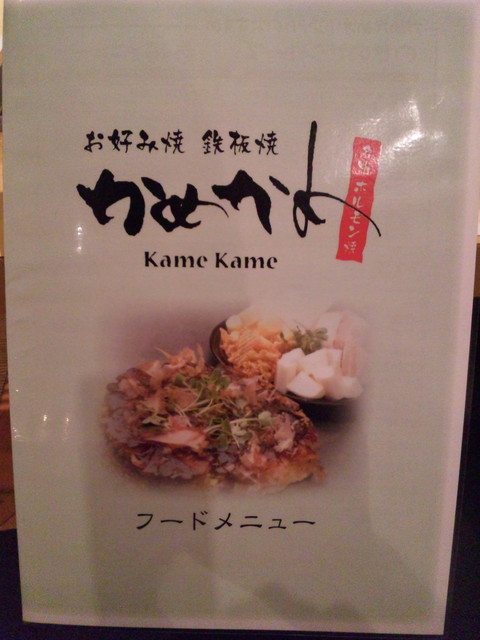 お好み焼 鉄板焼
かめかめ
ホルモン焼
Kame Kame
フードメニュー